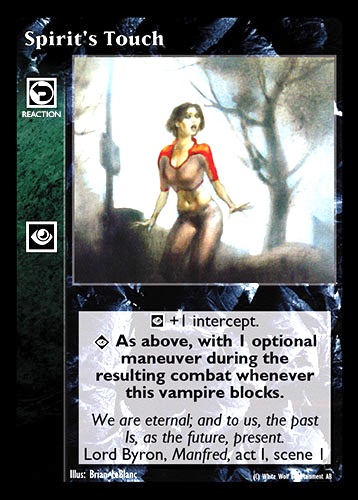 Spirit's Touch
REACTION
+1 intercept.
As above, with 1 optional
maneuver during the
resulting combat whenever
this vampire blocks.
We are eternal; and to us, the past
Is, as the future, present.
Lord Byron, Manfred, act I, scene 1
Illus: Brian LeBlanc
(C) White Wolf Entertainment AB